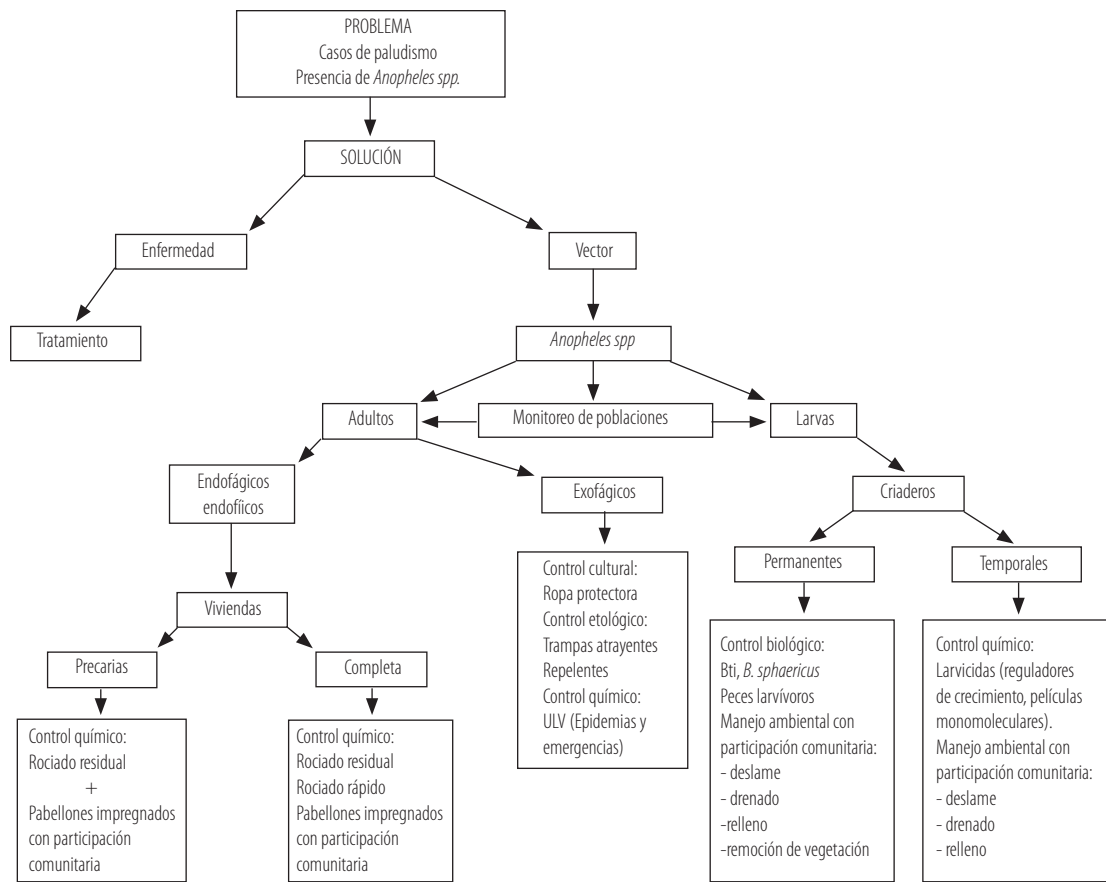 PROBLEMA
Casos de paludismo
Presencia de Anopheles spp.
SOLUCIÓN
Enfermedad
Vector
Tratamiento
Anopheles spp
Adultos
Monitoreo de poblaciones
Larvas
Endofágicos
endofíicos
Exofágicos
Criaderos
Permanentes
Temporales
Viviendas
Precarias
Completa
Control químico:
Rociado residual
+
Pabellones impregnados
con participación
comunitaria
Control químico:
Rociado residual
Rociado rápido
Pabellones impregnados
con participación
comunitaria
Control cultural:
Ropa protectora
Control etológico:
Trampas atrayentes
Repelentes
Control químico:
ULV (Epidemias y
emergencias)
Control biológico:
Bti, B. sphaericus
Peces larvívoros
Manejo ambiental con
participación comunitaria:
- deslame
- drenado
-relleno
-remoción de vegetación
Control químico:
Larvicidas (reguladores
de crecimiento, películas
monomoleculares).
Manejo ambiental con
participación comunitaria:
- deslame
- drenado
- relleno